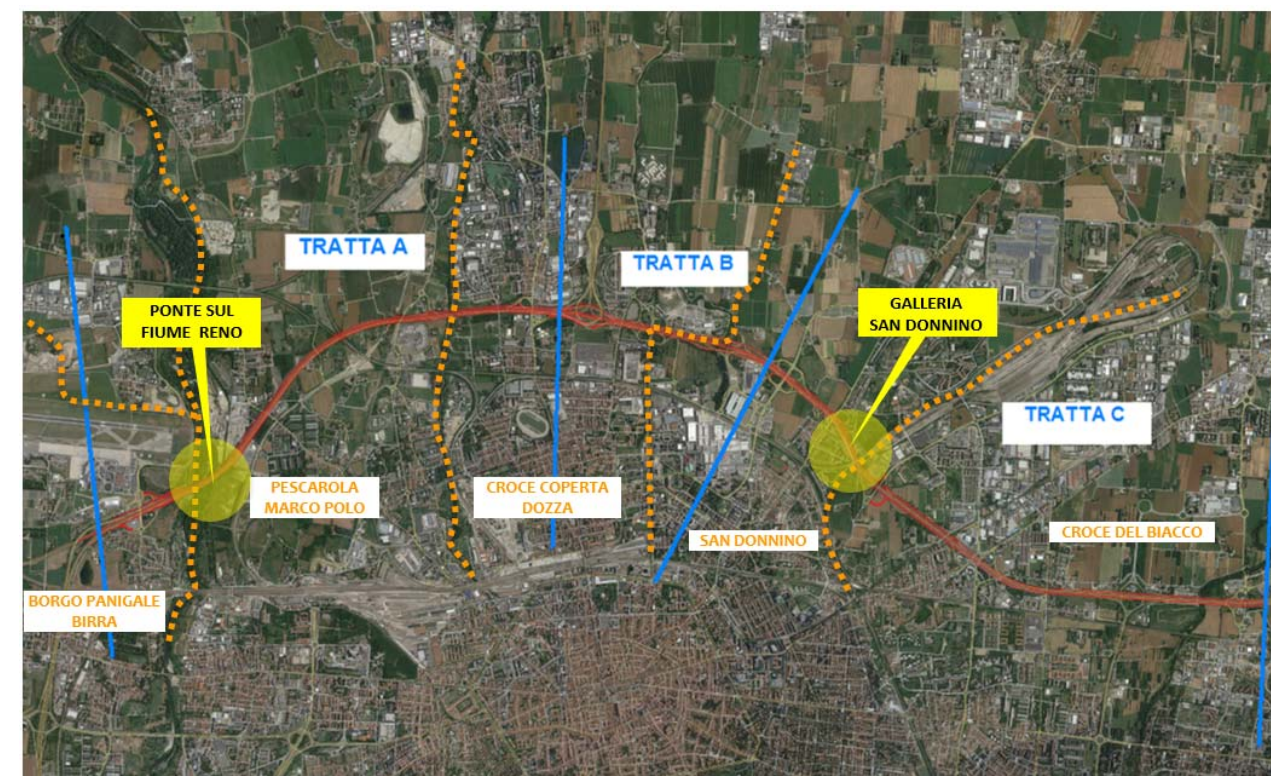 TRATTA A
TRATTA B
PONTE SUL
FIUME RENO
GALLERIA
SAN DONNINO
TRATTA C
PESCAROLA
MARCO POLO
CROCE COPERTA
DOZZA
SAN DONNINO
CROCE DEL BIACCO
BORGO PANIGALE
BIRRA